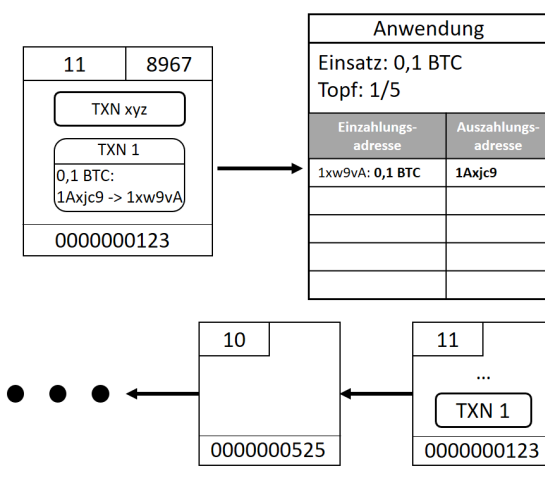 11
8967
TXN xyz
TXN 1
0,1 BTC:
1Axjc9 -> 1xw9vA
0000000123
Anwendung
Einsatz: 0,1 BTC
Topf: 1/5
Einzahlungs-
adresse
Auszahlungs-
adresse
1xw9vA: 0,1 BTC
1Axjc9
10
0000000525
11
...
TXN 1
0000000123